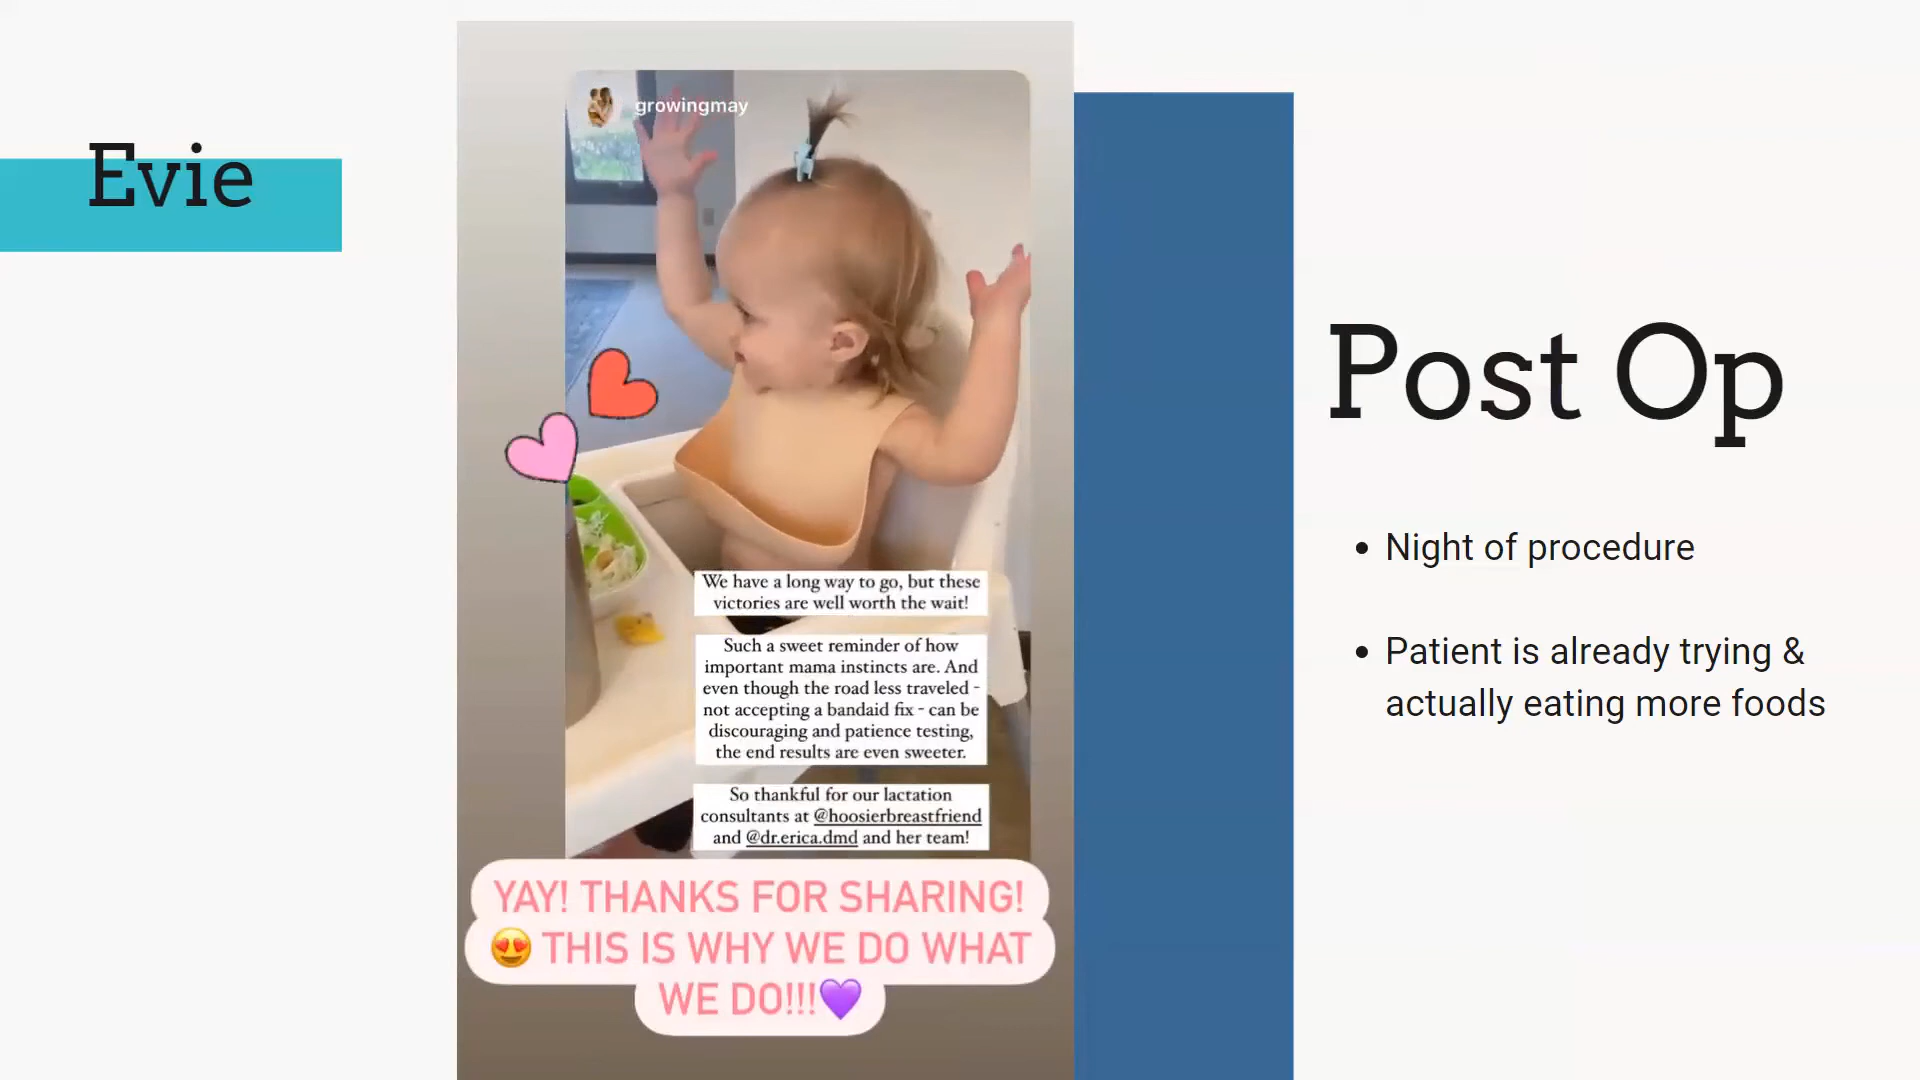 Evie
growingmay
We have a long way to go, but these
victories are well worth the wait!
Such a sweet reminder of how
important mama instincts are. And
even though the road less traveled -
not accepting a bandaid fix - can be
discouraging and patience testing,
the end results are even sweeter.
So thankful for our lactation
consultants at @hoosierbreastfriend
and @dr.erica.dmd and her team!
YAY! THANKS FOR SHARING!
😍 THIS IS WHY WE DO WHAT
WE DO!!!💜
Post Op
• Night of procedure
• Patient is already trying &
actually eating more foods